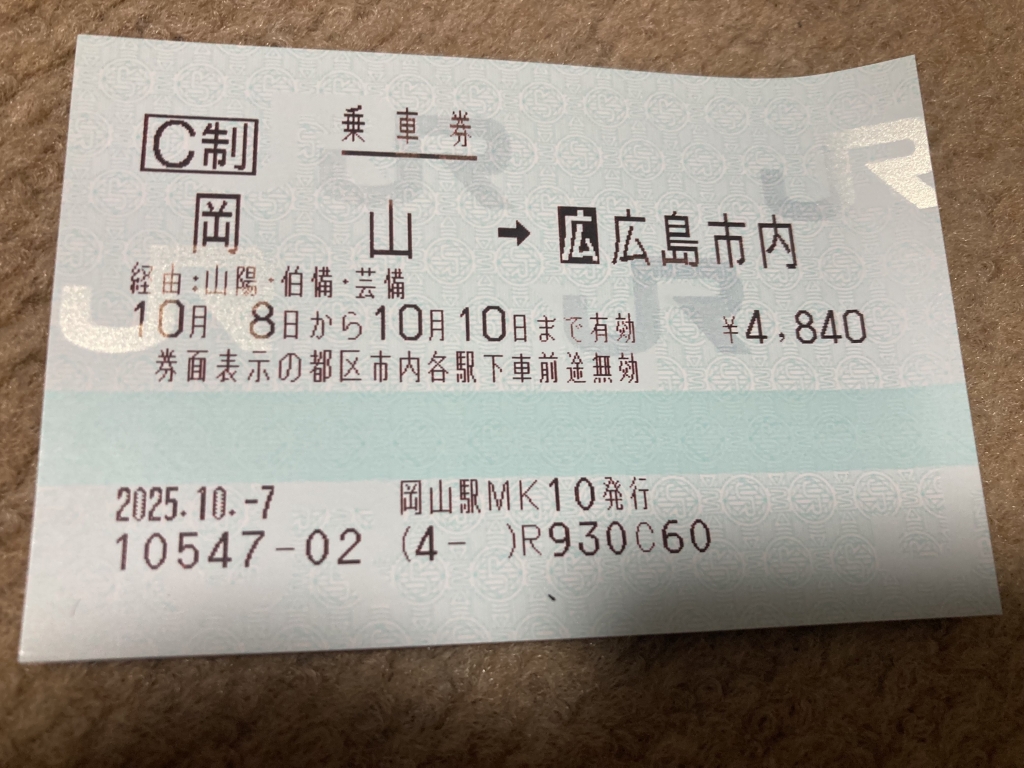 C制
乗車券
岡山→広広島市内
経由:山陽・伯備・芸備
10月 8日から10月10日まで有効 ¥4,840
券面表示の都区市内各駅下車前途無効
2025.10.-7 岡山駅MK10発行
10547-02 (4- )R930C60